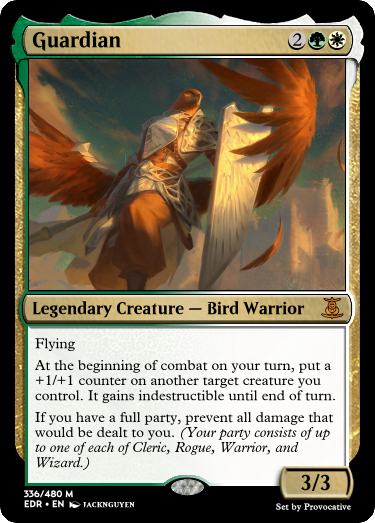 Guardian 2
Legendary Creature — Bird Warrior
Flying
At the beginning of combat on your turn, put a
+1/+1 counter on another target creature you
control. It gains indestructible until end of turn.
If you have a full party, prevent all damage that
would be dealt to you. (Your party consists of up
to one of each of Cleric, Rogue, Warrior, and
Wizard.)
3/3
336/480 M
EDR • EN JACKNGUYEN
Set by Provocative